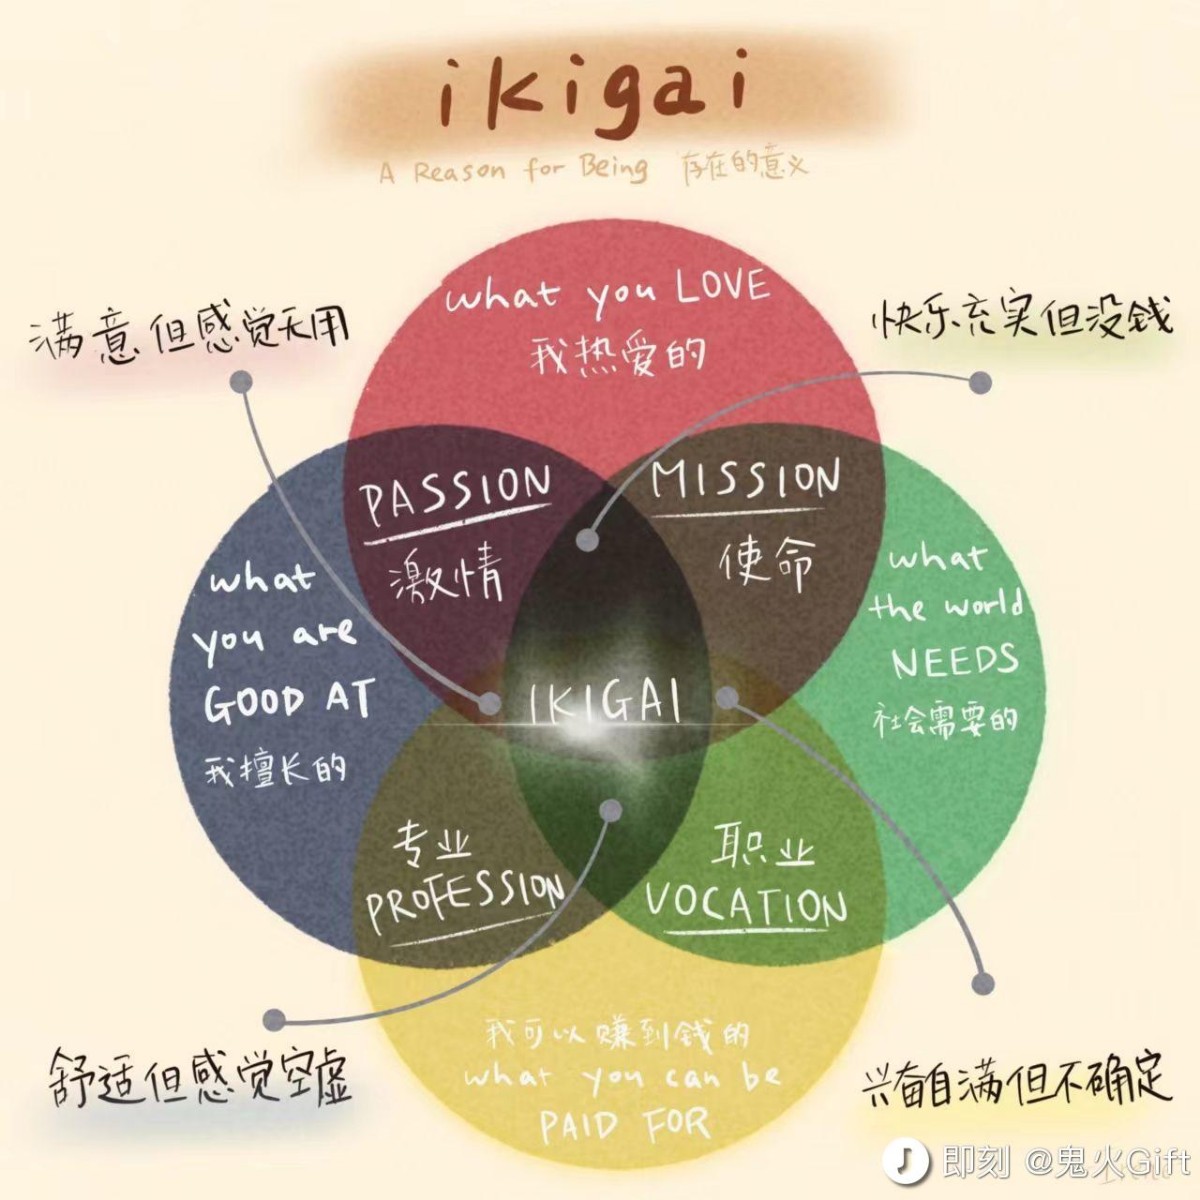 ikigai
A Reason for Being 存在的意义
what you LOVE
我热爱的
满意但感觉无用
快乐充实但没钱
PASSION
激情
MISSION
使命
what
you are
GOOD AT
我擅长的
what
the world
NEEDS
社会需要的
IKIGAI
专业
PROFESSION
职业
VOCATION
我可以赚到钱的
what you can be
PAID FOR
舒适但感觉空虚
兴奋自满但不确定
即刻 @鬼火Gift